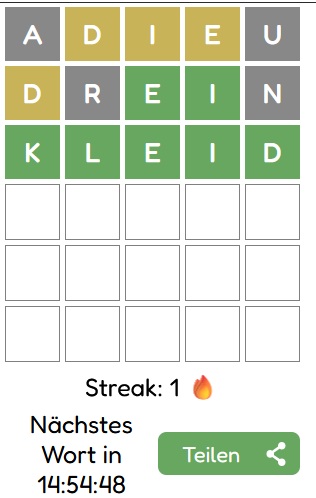 A D I E U
D R E I N
K L E I D
Streak: 1 🔥
Nächstes
Wort in
14:54:48
Teilen